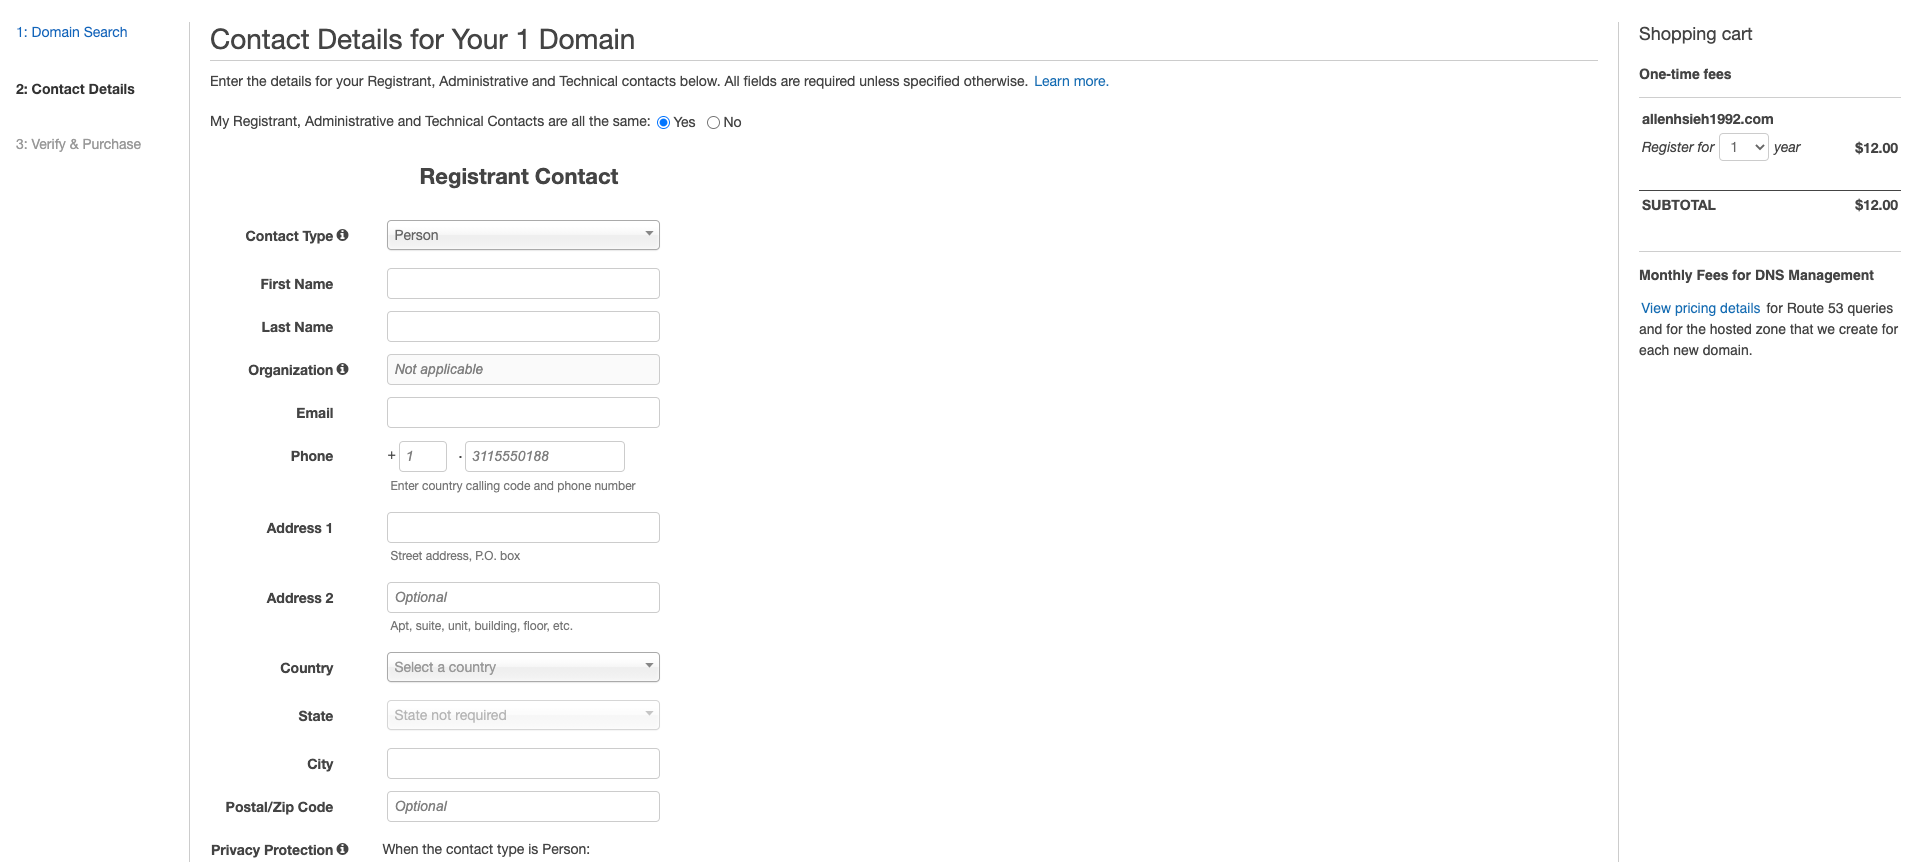 1: Domain Search
2: Contact Details
3: Verify & Purchase
Contact Details for Your 1 Domain
Enter the details for your Registrant, Administrative and Technical contacts below. All fields are required unless specified otherwise. Learn more.
My Registrant, Administrative and Technical Contacts are all the same: Yes No
Registrant Contact
Contact Type Person
First Name
Last Name
Organization Not applicable
Email
Phone + 1 . 3115550188
Enter country calling code and phone number
Address 1
Street address, P.O. box
Address 2 Optional
Apt, suite, unit, building, floor, etc.
Country Select a country
State State not required
City
Postal/Zip Code Optional
Privacy Protection When the contact type is Person:
Shopping cart
One-time fees
allenhsieh1992.com
Register for 1 year $12.00
SUBTOTAL $12.00
Monthly Fees for DNS Management
View pricing details for Route 53 queries
and for the hosted zone that we create for
each new domain.